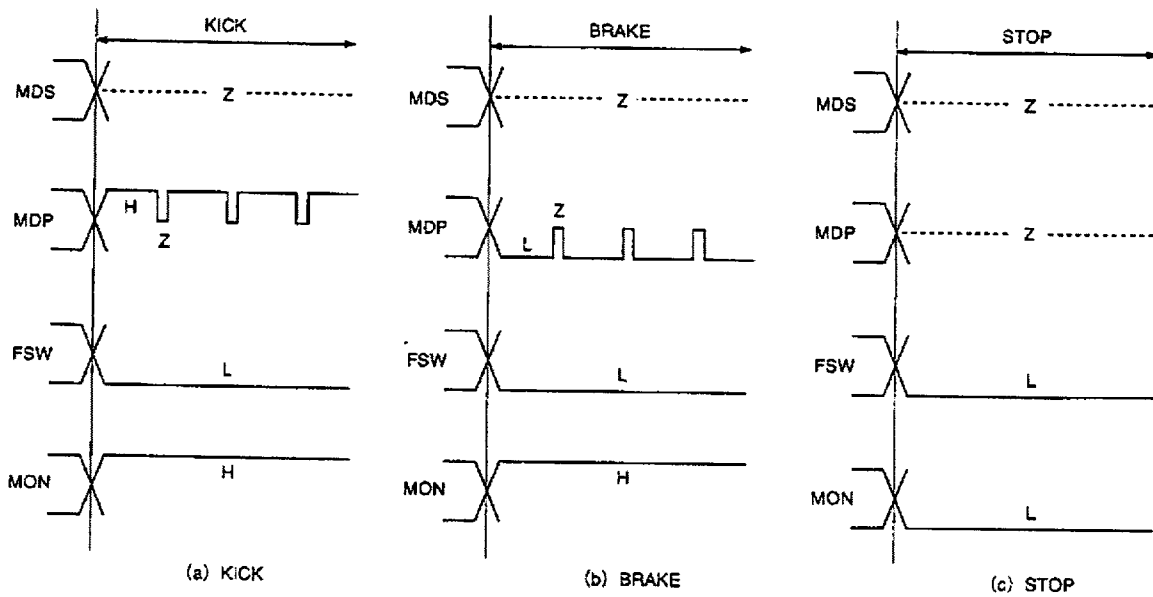 KICK
MDS
Z
MDP
H
Z
FSW
L
MON
H
(a) KICK
BRAKE
MDS
Z
MDP
Z
L
FSW
L
MON
H
(b) BRAKE
STOP
MDS
Z
MDP
Z
FSW
L
MON
L
(c) STOP